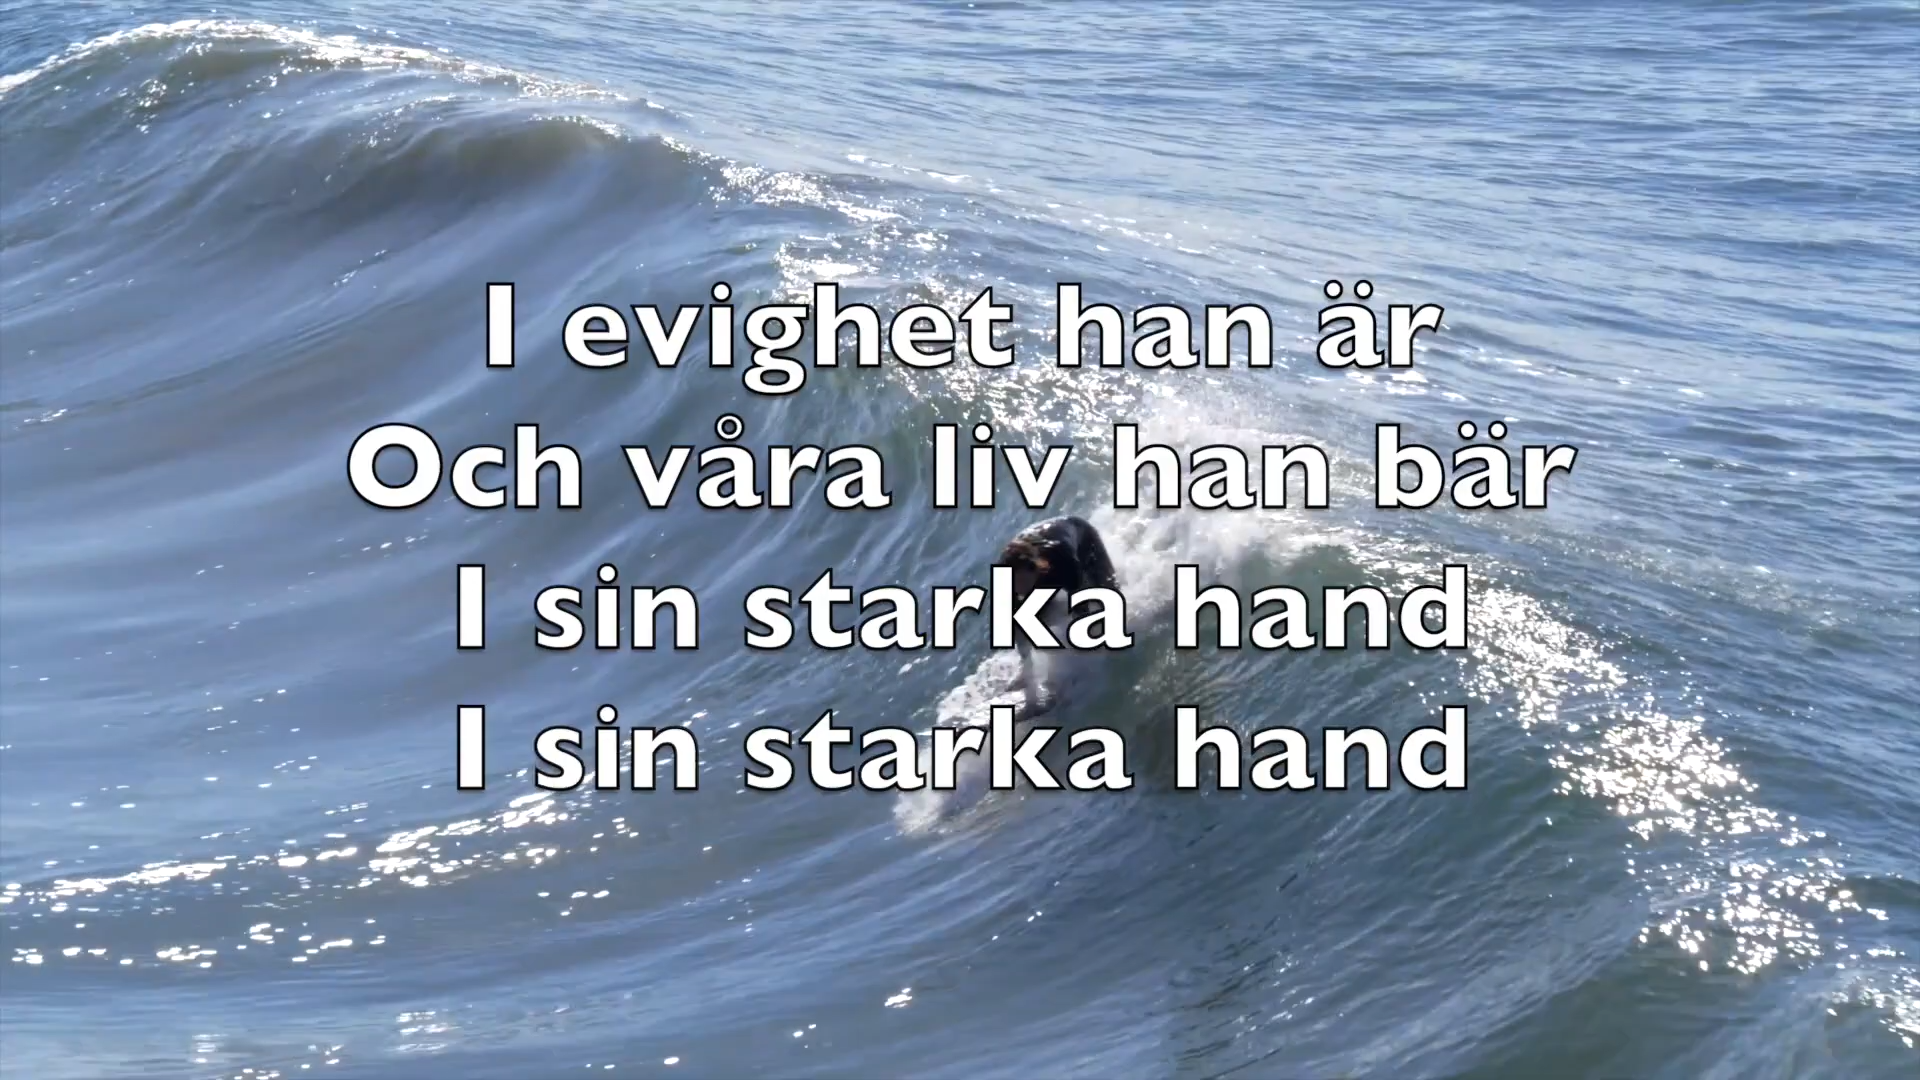 I evighet han är
Och våra liv han bär
I sin starka hand
I sin starka hand